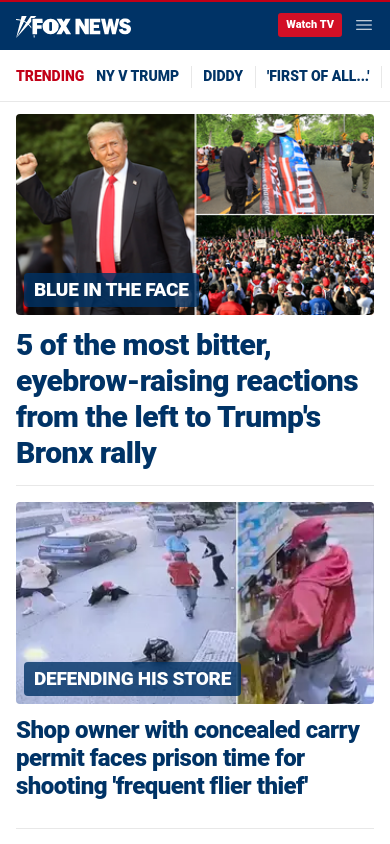 FOX NEWS
Watch TV
TRENDING NY V TRUMP DIDDY 'FIRST OF ALL...'
BLUE IN THE FACE
5 of the most bitter,
eyebrow-raising reactions
from the left to Trump's
Bronx rally
DEFENDING HIS STORE
Shop owner with concealed carry
permit faces prison time for
shooting 'frequent flier thief'